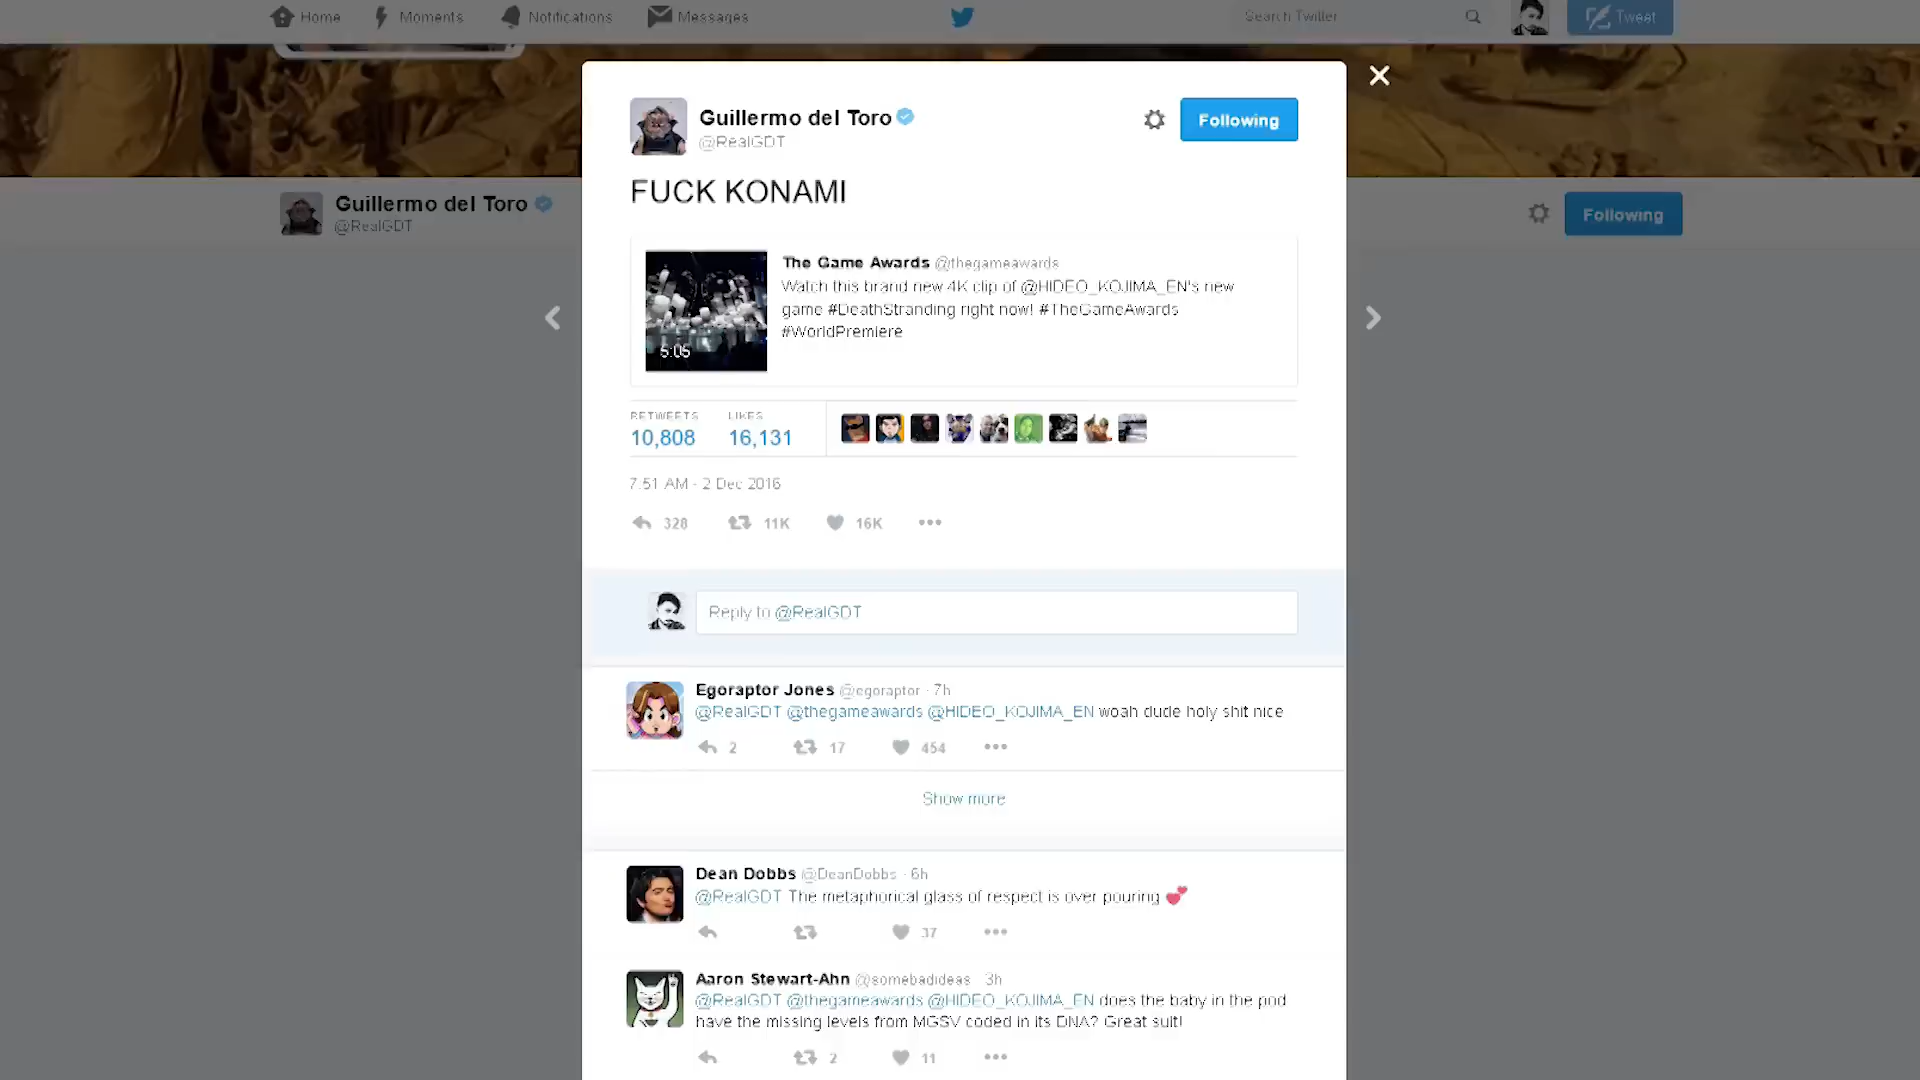 Home Moments Notifications Messages Search Twitter Tweet
Guillermo del Toro
@RealGDT
Following
Guillermo del Toro
@RealGDT
Following
FUCK KONAMI
The Game Awards @thegameawards
Watch this brand new 4K clip of @HIDEO_KOJIMA_EN's new
game #DeathStranding right now! #TheGameAwards
#WorldPremiere
5:05
RETWEETS LIKES
10,808 16,131
7:51 AM - 2 Dec 2016
328 11K 16K
Reply to @RealGDT
Egoraptor Jones @egoraptor · 7h
@RealGDT @thegameawards @HIDEO_KOJIMA_EN woah dude holy shit nice
2 17 454
Show more
Dean Dobbs @DeanDobbs · 6h
@RealGDT The metaphorical glass of respect is over pouring 💕
37
Aaron Stewart-Ahn @somebadideas · 3h
@RealGDT @thegameawards @HIDEO_KOJIMA_EN does the baby in the pod
have the missing levels from MGSV coded in its DNA? Great suit!
2 11